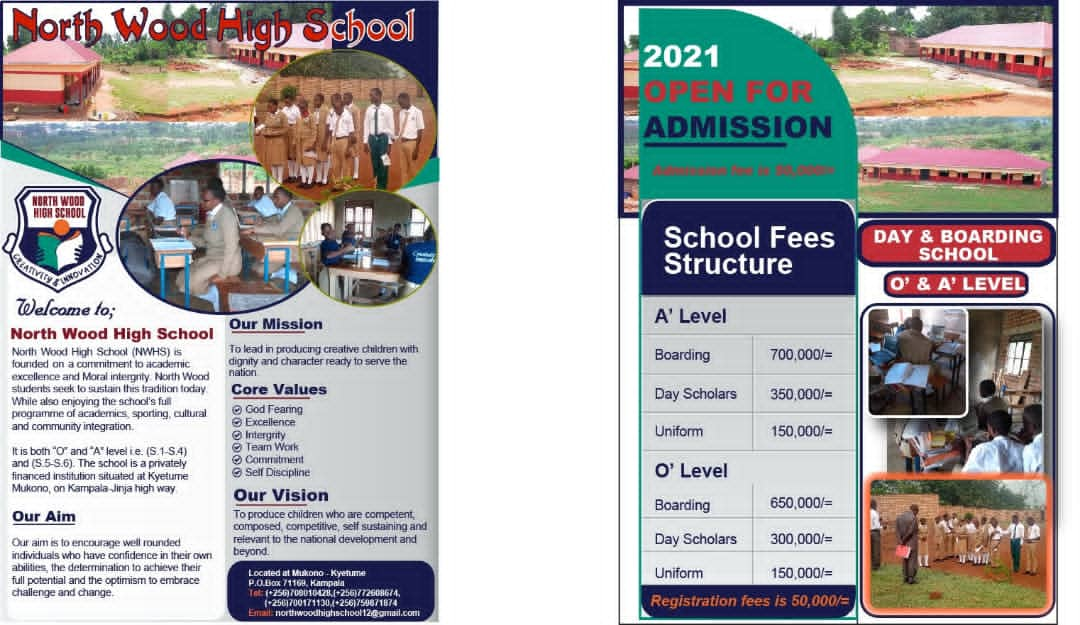 North Wood High School
NORTH WOOD
HIGH SCHOOL
CREATIVITY & INNOVATION
Welcome to;
North Wood High School
North Wood High School (NWHS) is
founded on a commitment to academic
excellence and Moral intergrity. North Wood
students seek to sustain this tradition today.
While also enjoying the school's full
programme of academics, sporting, cultural
and community integration.
It is both "O" and "A" level i.e. (S.1-S.4)
and (S.5-S.6). The school is a privately
financed institution situated at Kyetume
Mukono, on Kampala-Jinja high way.
Our Aim
Our aim is to encourage well rounded
individuals who have confidence in their own
abilities, the determination to achieve their
full potential and the optimism to embrace
challenge and change.
Our Mission
To lead in producing creative children with
dignity and character ready to serve the
nation.
Core Values
God Fearing
Excellence
Intergrity
Team Work
Commitment
Self Discipline
Our Vision
To produce children who are competent,
composed, competitive, self sustaining and
relevant to the national development and
beyond.
Located at Mukono - Kyetume
P.O.Box 71169, Kampala
Tel: (+256)708010428,(+256)772608674,
(+256)700171130,(+256)759871874
Email: northwoodhighschool12@gmail.com
2021
OPEN FOR
ADMISSION
Admission fee is 50,000/=
School Fees
Structure
A' Level
Boarding 700,000/=
Day Scholars 350,000/=
Uniform 150,000/=
O' Level
Boarding 650,000/=
Day Scholars 300,000/=
Uniform 150,000/=
Registration fees is 50,000/=
DAY & BOARDING
SCHOOL
O' & A' LEVEL